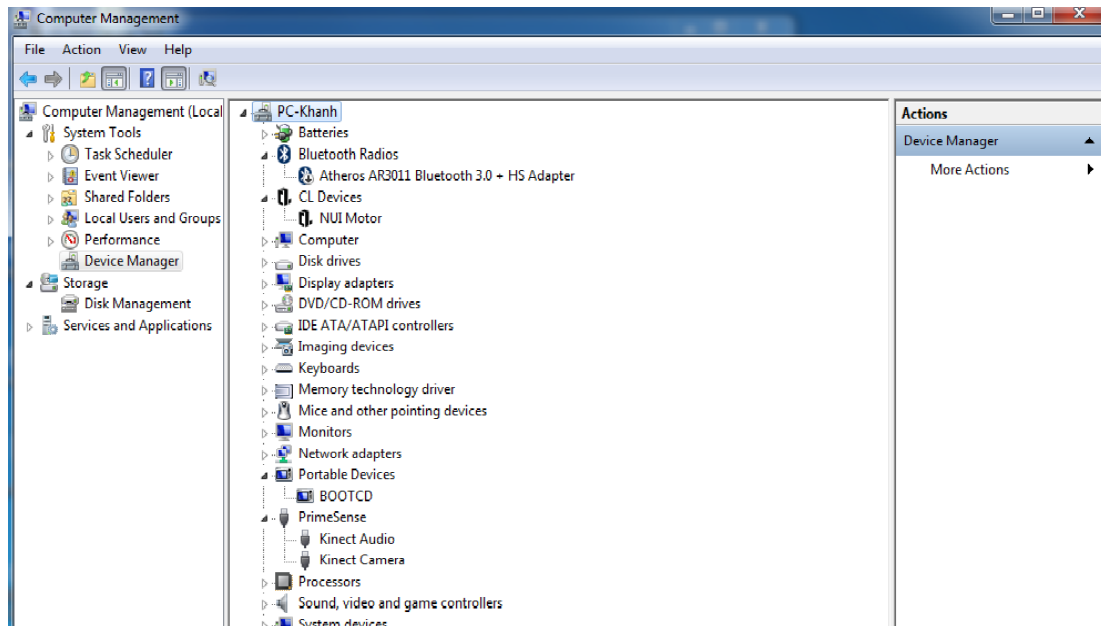 Computer Management
File Action View Help
Computer Management (Local
System Tools
Task Scheduler
Event Viewer
Shared Folders
Local Users and Groups
Performance
Device Manager
Storage
Disk Management
Services and Applications
PC-Khanh
Batteries
Bluetooth Radios
Atheros AR3011 Bluetooth 3.0 + HS Adapter
CL Devices
NUI Motor
Computer
Disk drives
Display adapters
DVD/CD-ROM drives
IDE ATA/ATAPI controllers
Imaging devices
Keyboards
Memory technology driver
Mice and other pointing devices
Monitors
Network adapters
Portable Devices
BOOTCD
PrimeSense
Kinect Audio
Kinect Camera
Processors
Sound, video and game controllers
System devices
Actions
Device Manager
More Actions